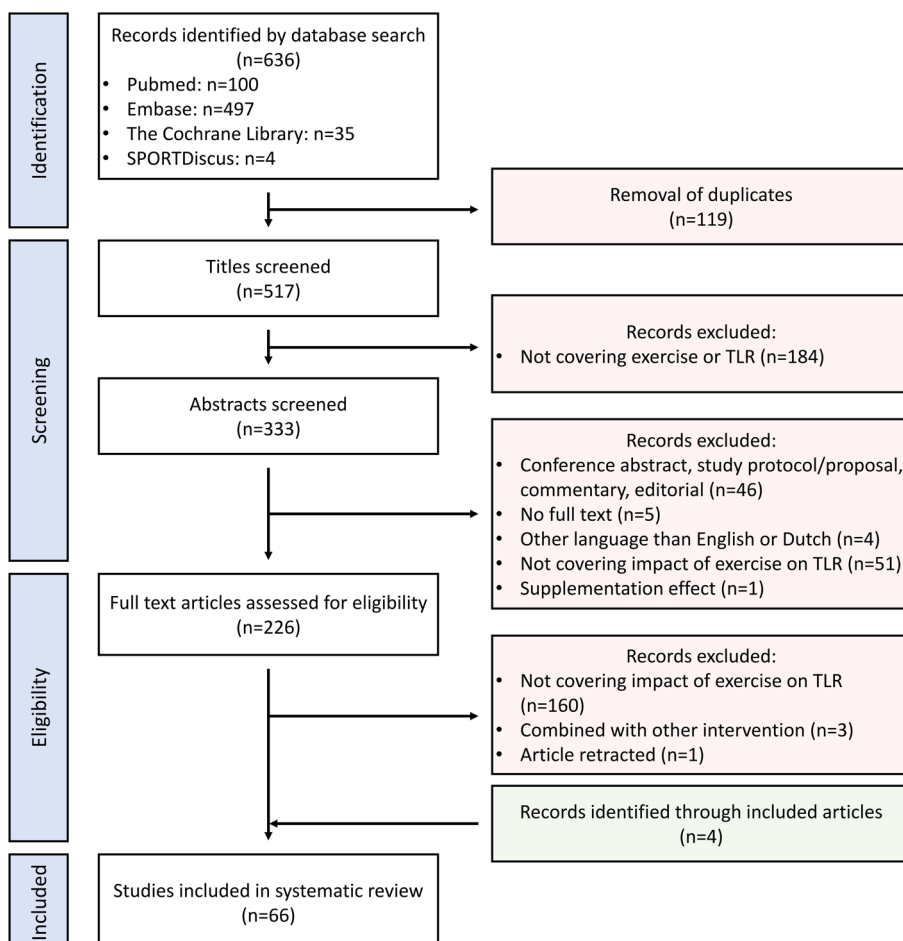 Identification
Records identified by database search
(n=636)
• Pubmed: n=100
• Embase: n=497
• The Cochrane Library: n=35
• SPORTDiscus: n=4
Removal of duplicates
(n=119)
Screening
Titles screened
(n=517)
Records excluded:
• Not covering exercise or TLR (n=184)
Abstracts screened
(n=333)
Records excluded:
• Conference abstract, study protocol/proposal,
commentary, editorial (n=46)
• No full text (n=5)
• Other language than English or Dutch (n=4)
• Not covering impact of exercise on TLR (n=51)
• Supplementation effect (n=1)
Eligibility
Full text articles assessed for eligibility
(n=226)
Records excluded:
• Not covering impact of exercise on TLR
(n=160)
• Combined with other intervention (n=3)
• Article retracted (n=1)
Records identified through included articles
(n=4)
Included
Studies included in systematic review
(n=66)